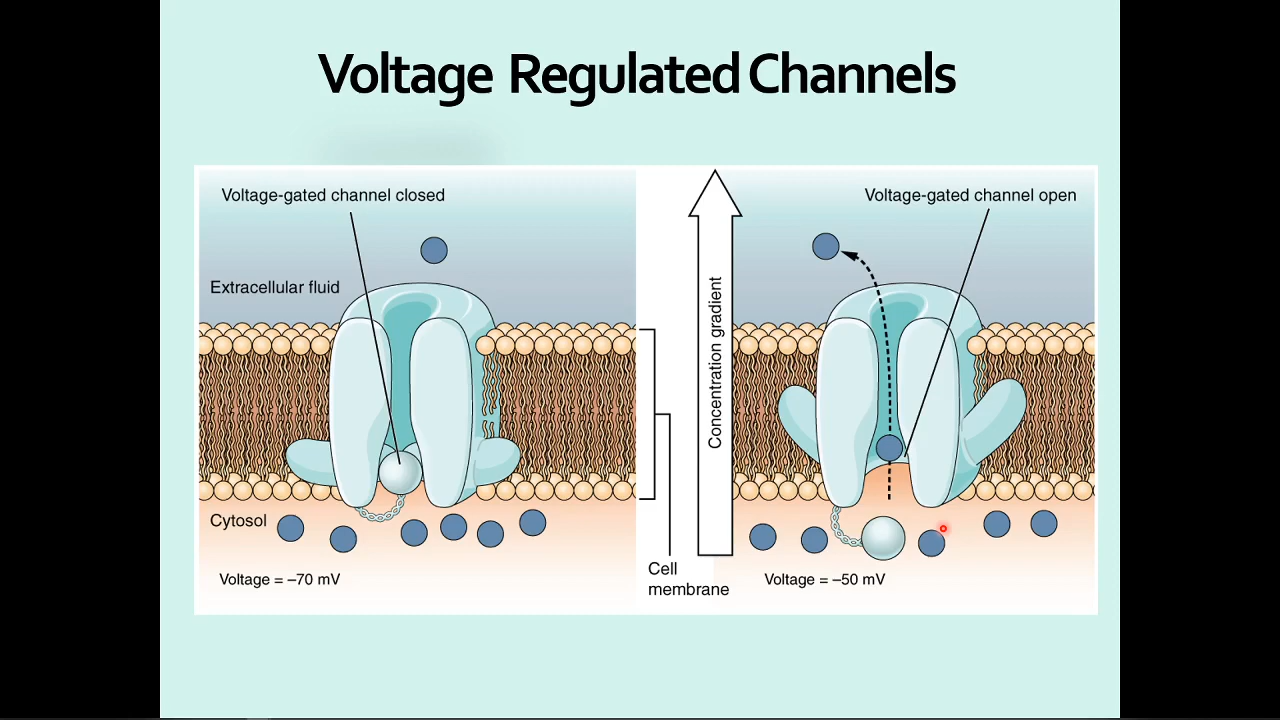 Voltage Regulated Channels
Voltage-gated channel closed
Extracellular fluid
Cytosol
Voltage = –70 mV
Cell
membrane
Concentration gradient
Voltage-gated channel open
Voltage = –50 mV